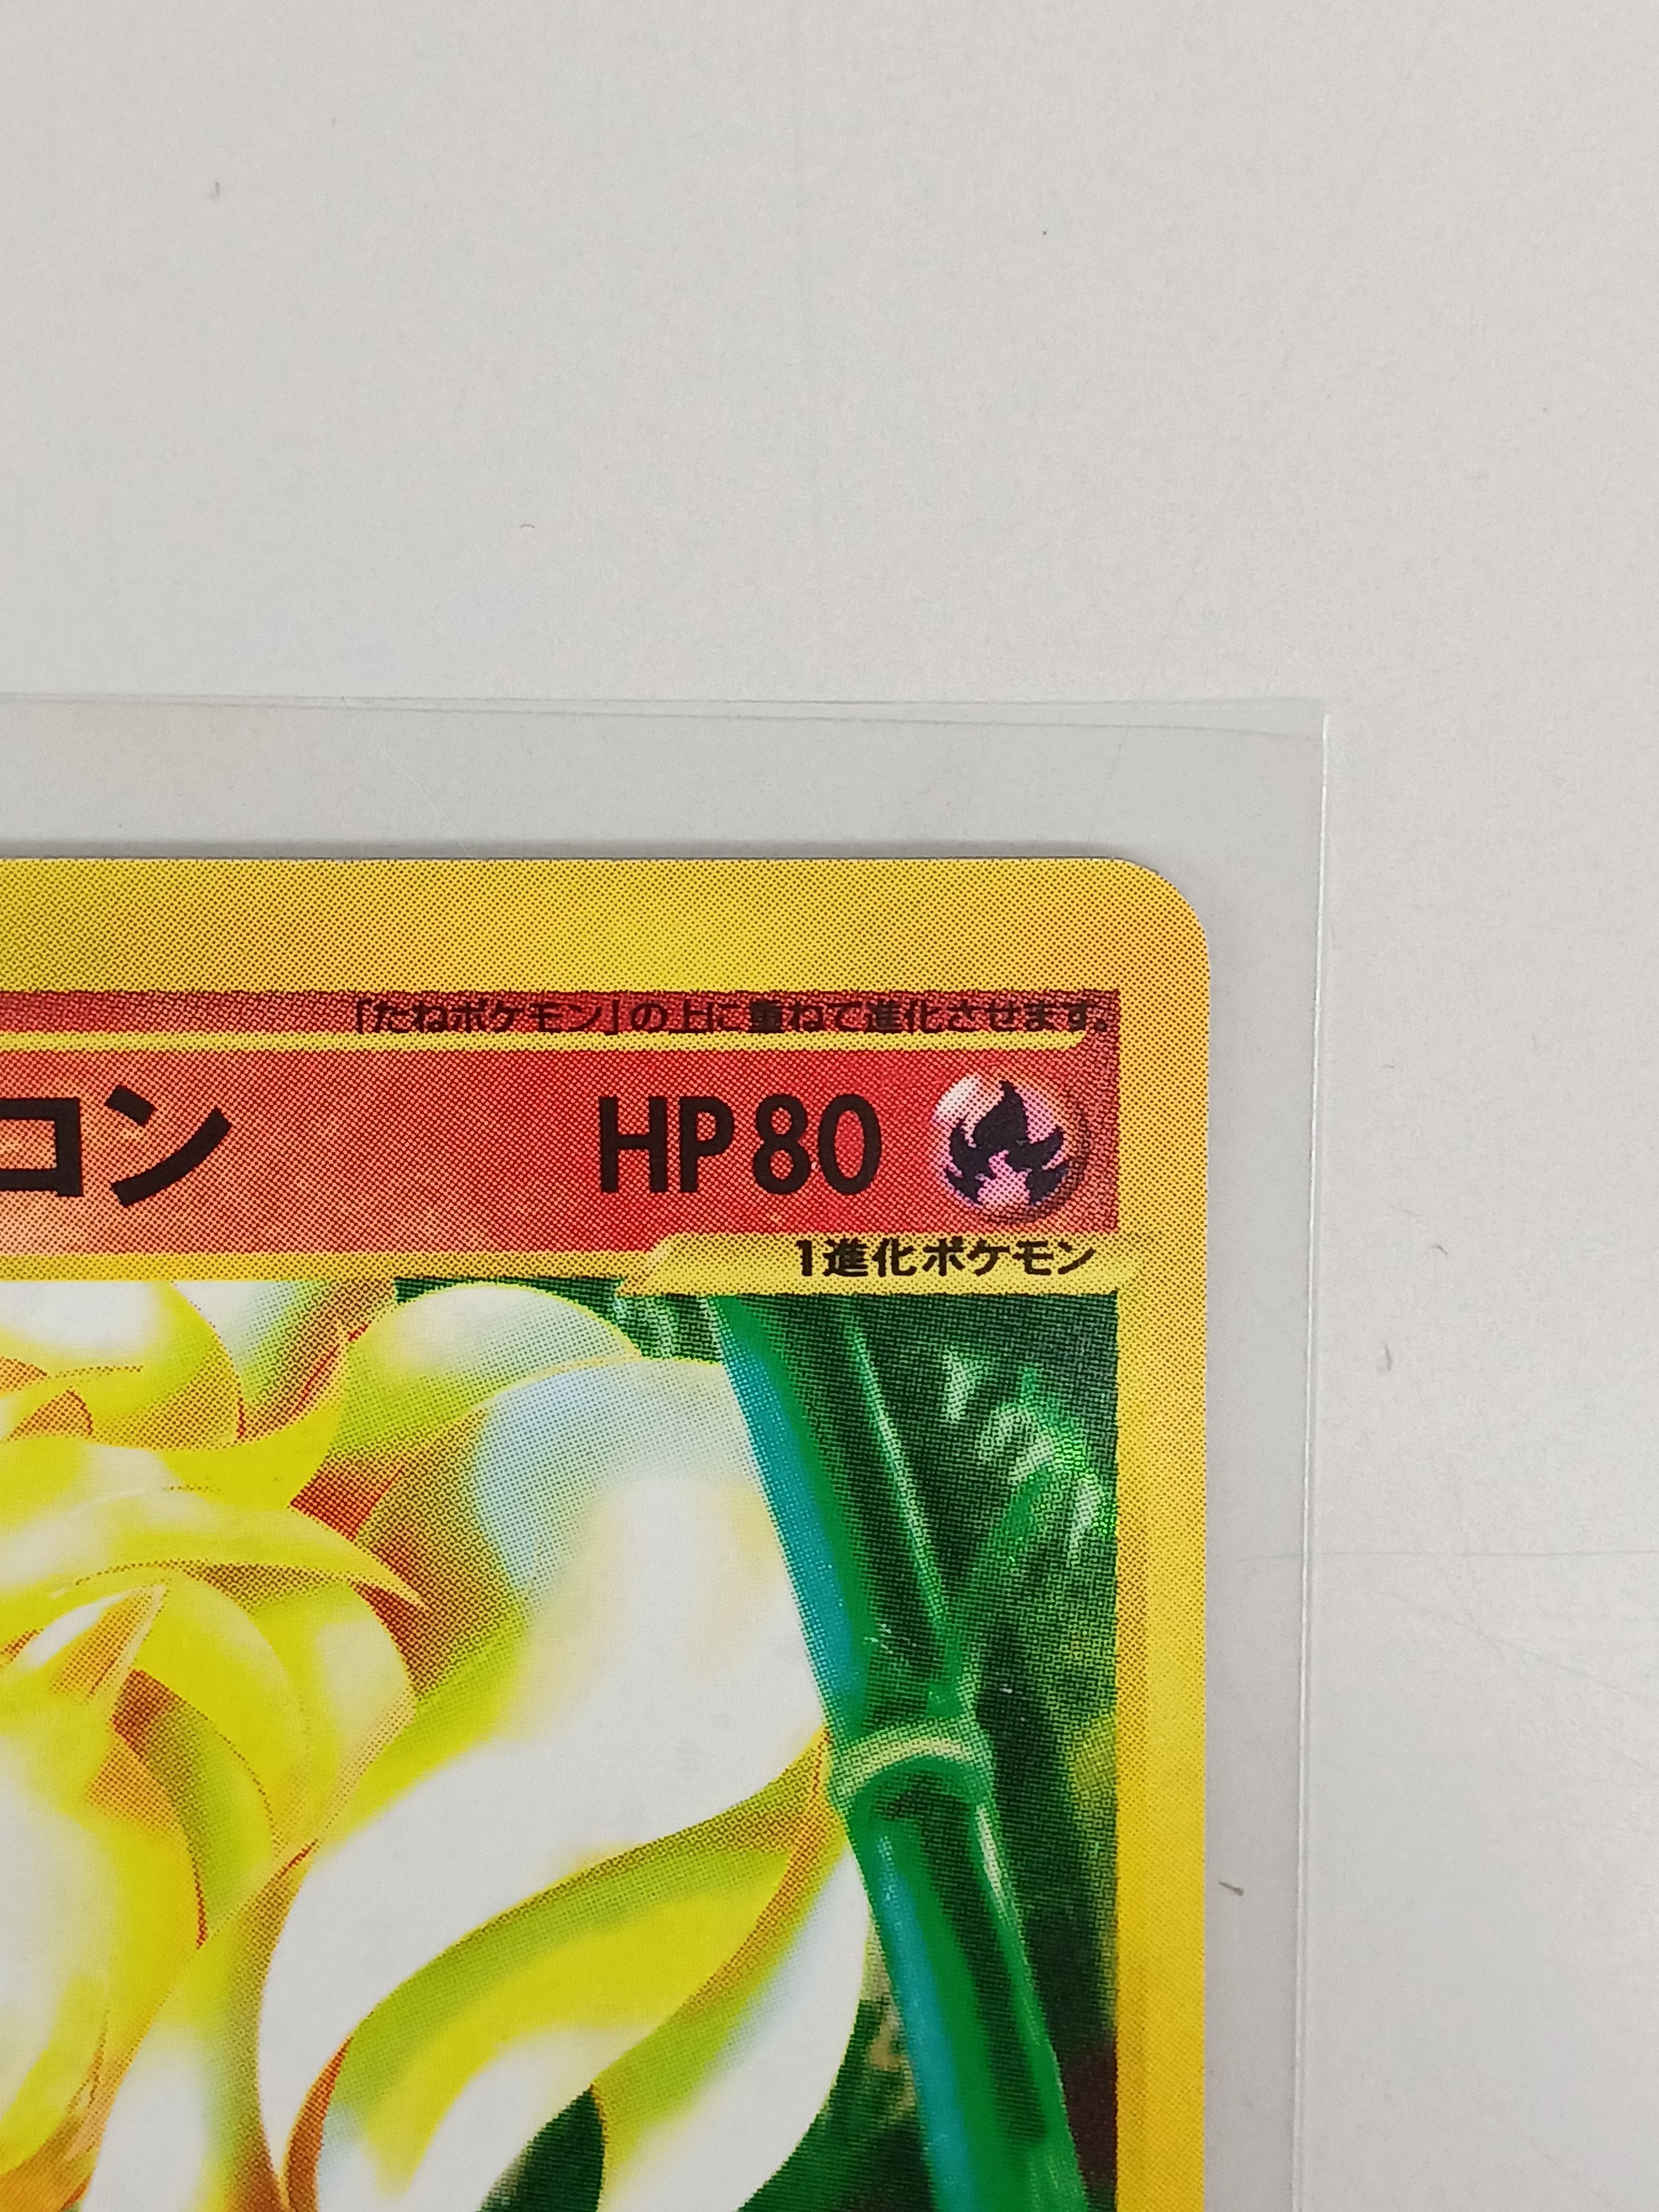 「たねポケモン」の上に重ねて進化させます。
コン HP80
1進化ポケモン